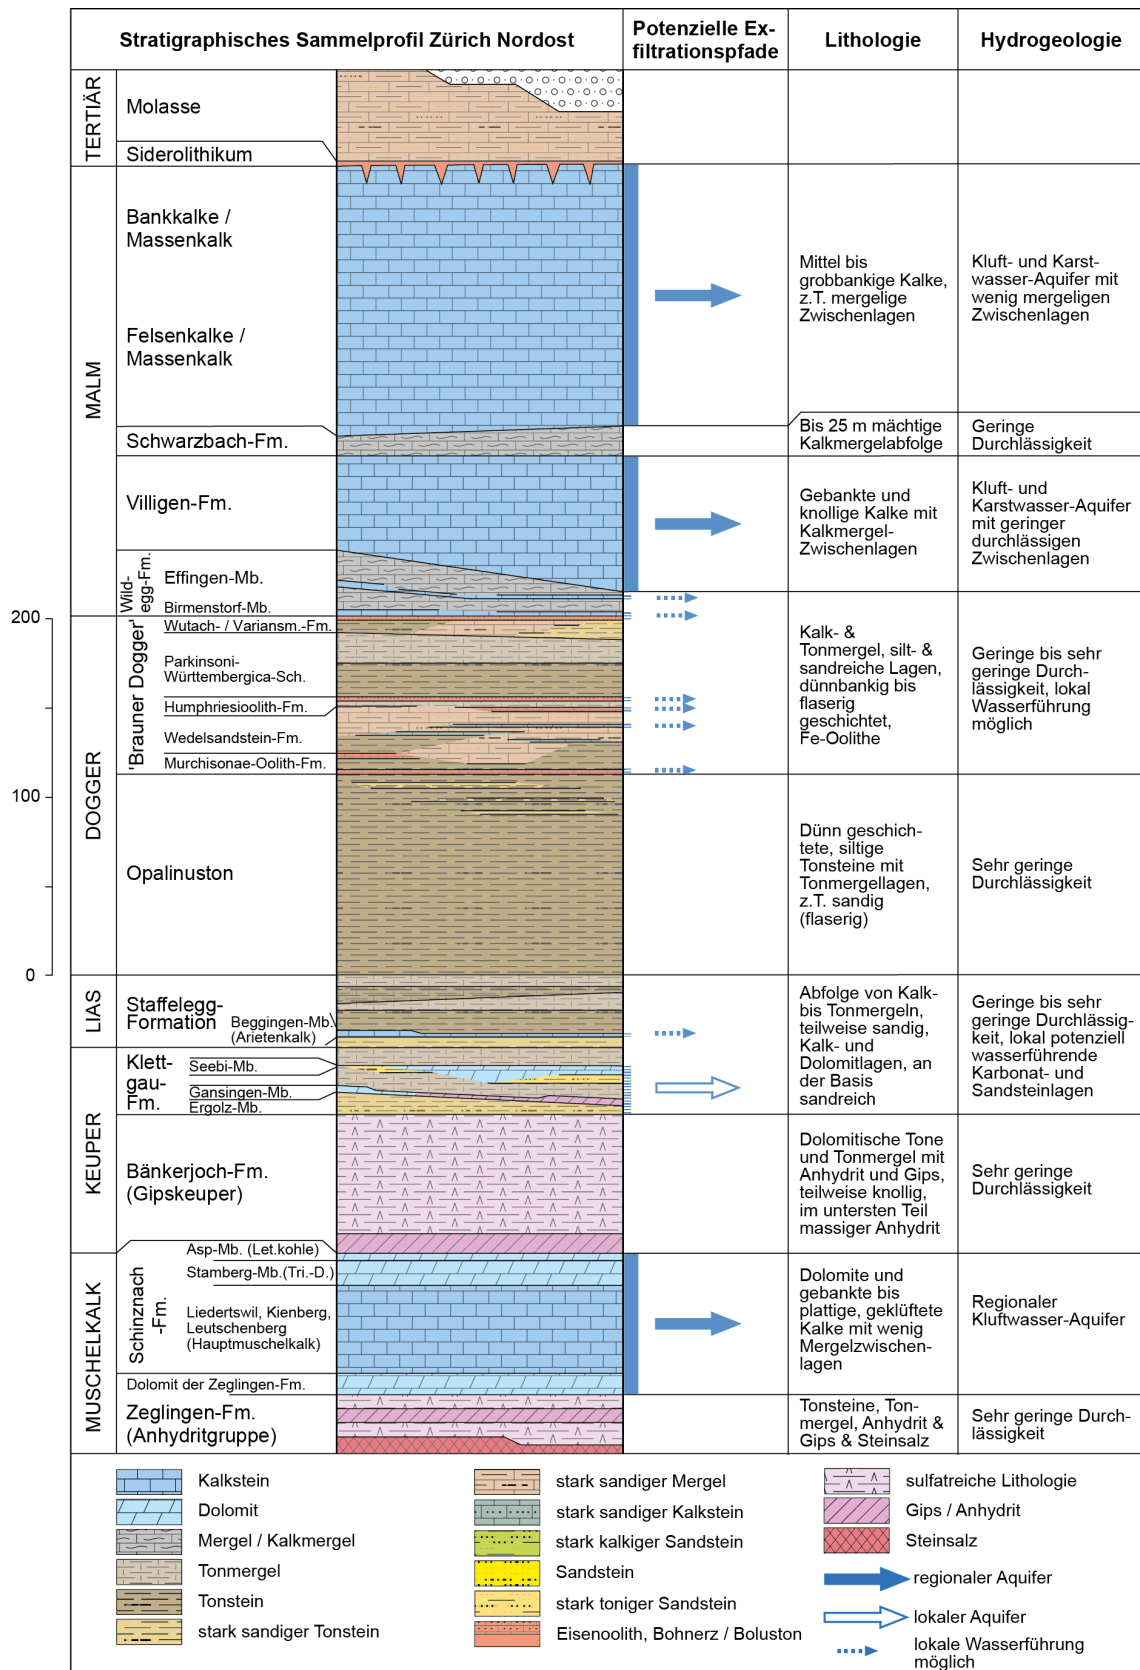 Stratigraphisches Sammelprofil Zürich Nordost
Potenzielle Ex-
filtrationspfade
Lithologie
Hydrogeologie
TERTIÄR
Molasse
Siderolithikum
MALM
Bankkalke /
Massenkalk
Felsenkalke /
Massenkalk
Mittel bis
grobbankige Kalke,
z.T. mergelige
Zwischenlagen
Kluft- und Karst-
wasser-Aquifer mit
wenig mergeligen
Zwischenlagen
Schwarzbach-Fm.
Bis 25 m mächtige
Kalkmergelabfolge
Geringe
Durchlässigkeit
Villigen-Fm.
Gebankte und
knollige Kalke mit
Kalkmergel-
Zwischenlagen
Kluft- und
Karstwasser-Aquifer
mit geringer
durchlässigen
Zwischenlagen
Wild-
egg-Fm.
Effingen-Mb.
Birmenstorf-Mb.
200
100
0
DOGGER
'Brauner Dogger'
Wutach- / Variansm.-Fm.
Parkinsoni-
Württembergica-Sch.
Humphriesioolith-Fm.
Wedelsandstein-Fm.
Murchisonae-Oolith-Fm.
Kalk- &
Tonmergel, silt- &
sandreiche Lagen,
dünnbankig bis
flaserig
geschichtet,
Fe-Oolithe
Geringe bis sehr
geringe Durch-
lässigkeit, lokal
Wasserführung
möglich
Opalinuston
Dünn geschich-
tete, siltige
Tonsteine mit
Tonmergellagen,
z.T. sandig
(flaserig)
Sehr geringe
Durchlässigkeit
LIAS
Staffelegg-
Formation
Beggingen-Mb.
(Arietenkalk)
KEUPER
Klett-
gau-
Fm.
Seebi-Mb.
Gansingen-Mb.
Ergolz-Mb.
Abfolge von Kalk-
bis Tonmergeln,
teilweise sandig,
Kalk- und
Dolomitlagen, an
der Basis
sandreich
Geringe bis sehr
geringe Durchlässig-
keit, lokal potenziell
wasserführende
Karbonat- und
Sandsteinlagen
Bänkerjoch-Fm.
(Gipskeuper)
Dolomitische Tone
und Tonmergel mit
Anhydrit und Gips,
teilweise knollig,
im untersten Teil
massiger Anhydrit
Sehr geringe
Durchlässigkeit
MUSCHELKALK
Schinznach
-Fm.
Asp-Mb. (Let.kohle)
Stamberg-Mb.(Tri.-D.)
Liedertswil, Kienberg,
Leutschenberg
(Hauptmuschelkalk)
Dolomit der Zeglingen-Fm.
Dolomite und
gebankte bis
plattige, geklüftete
Kalke mit wenig
Mergelzwischen-
lagen
Regionaler
Kluftwasser-Aquifer
Zeglingen-Fm.
(Anhydritgruppe)
Tonsteine, Ton-
mergel, Anhydrit &
Gips & Steinsalz
Sehr geringe Durch-
lässigkeit
Kalkstein
Dolomit
Mergel / Kalkmergel
Tonmergel
Tonstein
stark sandiger Tonstein
stark sandiger Mergel
stark sandiger Kalkstein
stark kalkiger Sandstein
Sandstein
stark toniger Sandstein
Eisenoolith, Bohnerz / Boluston
sulfatreiche Lithologie
Gips / Anhydrit
Steinsalz
regionaler Aquifer
lokaler Aquifer
lokale Wasserführung
möglich